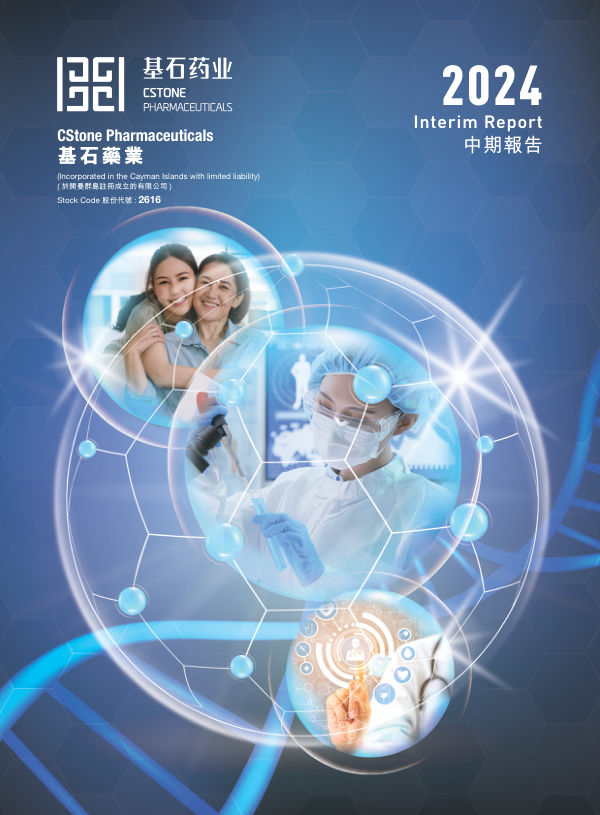 基石药业
CSTONE
PHARMACEUTICALS
CStone Pharmaceuticals
基石藥業
(Incorporated in the Cayman Islands with limited liability)
( 於開曼群島註冊成立的有限公司 )
Stock Code 股份代號 : 2616
2024
Interim Report
中期報告